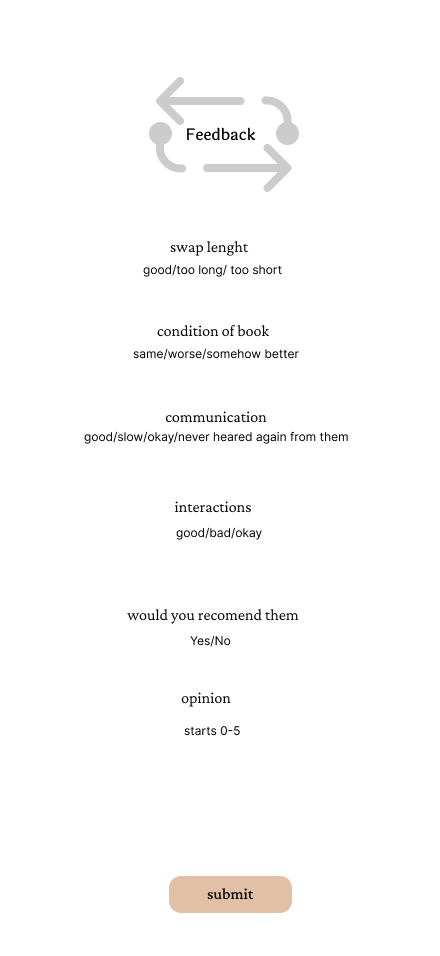 Feedback
swap lenght
good/too long/ too short
condition of book
same/worse/somehow better
communication
good/slow/okay/never heared again from them
interactions
good/bad/okay
would you recomend them
Yes/No
opinion
starts 0-5
submit